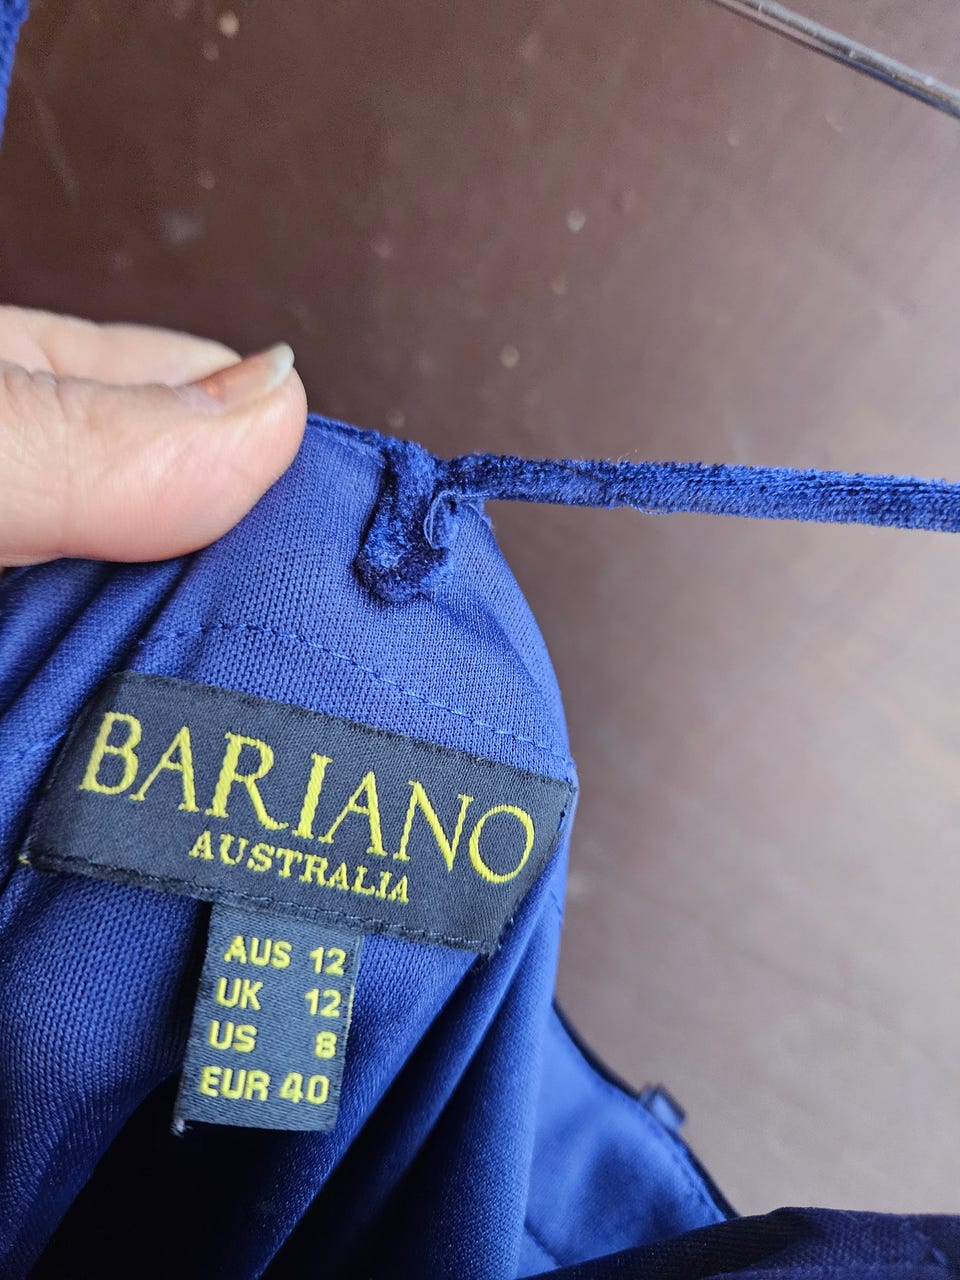 BARIANO
AUSTRALIA
AUS 12
UK 12
US 8
EUR 40